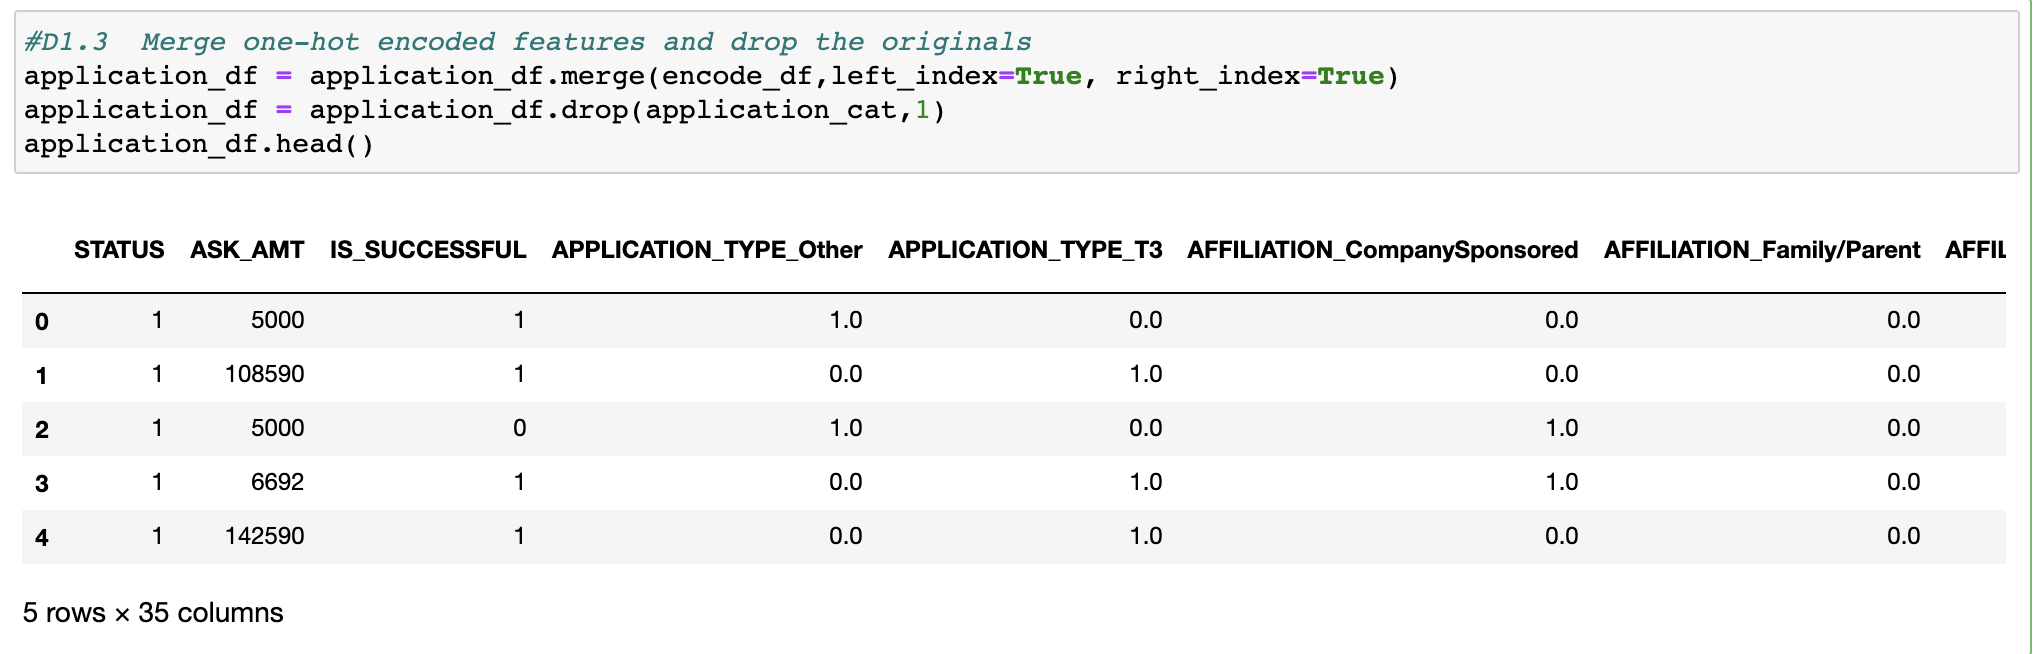 #D1.3  Merge one-hot encoded features and drop the originals
application_df = application_df.merge(encode_df,left_index=True, right_index=True)
application_df = application_df.drop(application_cat,1)
application_df.head()
STATUS ASK_AMT IS_SUCCESSFUL APPLICATION_TYPE_Other APPLICATION_TYPE_T3 AFFILIATION_CompanySponsored AFFILIATION_Family/Parent AFFIL
0 1 5000 1 1.0 0.0 0.0 0.0
1 1 108590 1 0.0 1.0 0.0 0.0
2 1 5000 0 1.0 0.0 1.0 0.0
3 1 6692 1 0.0 1.0 1.0 0.0
4 1 142590 1 0.0 1.0 0.0 0.0
5 rows × 35 columns